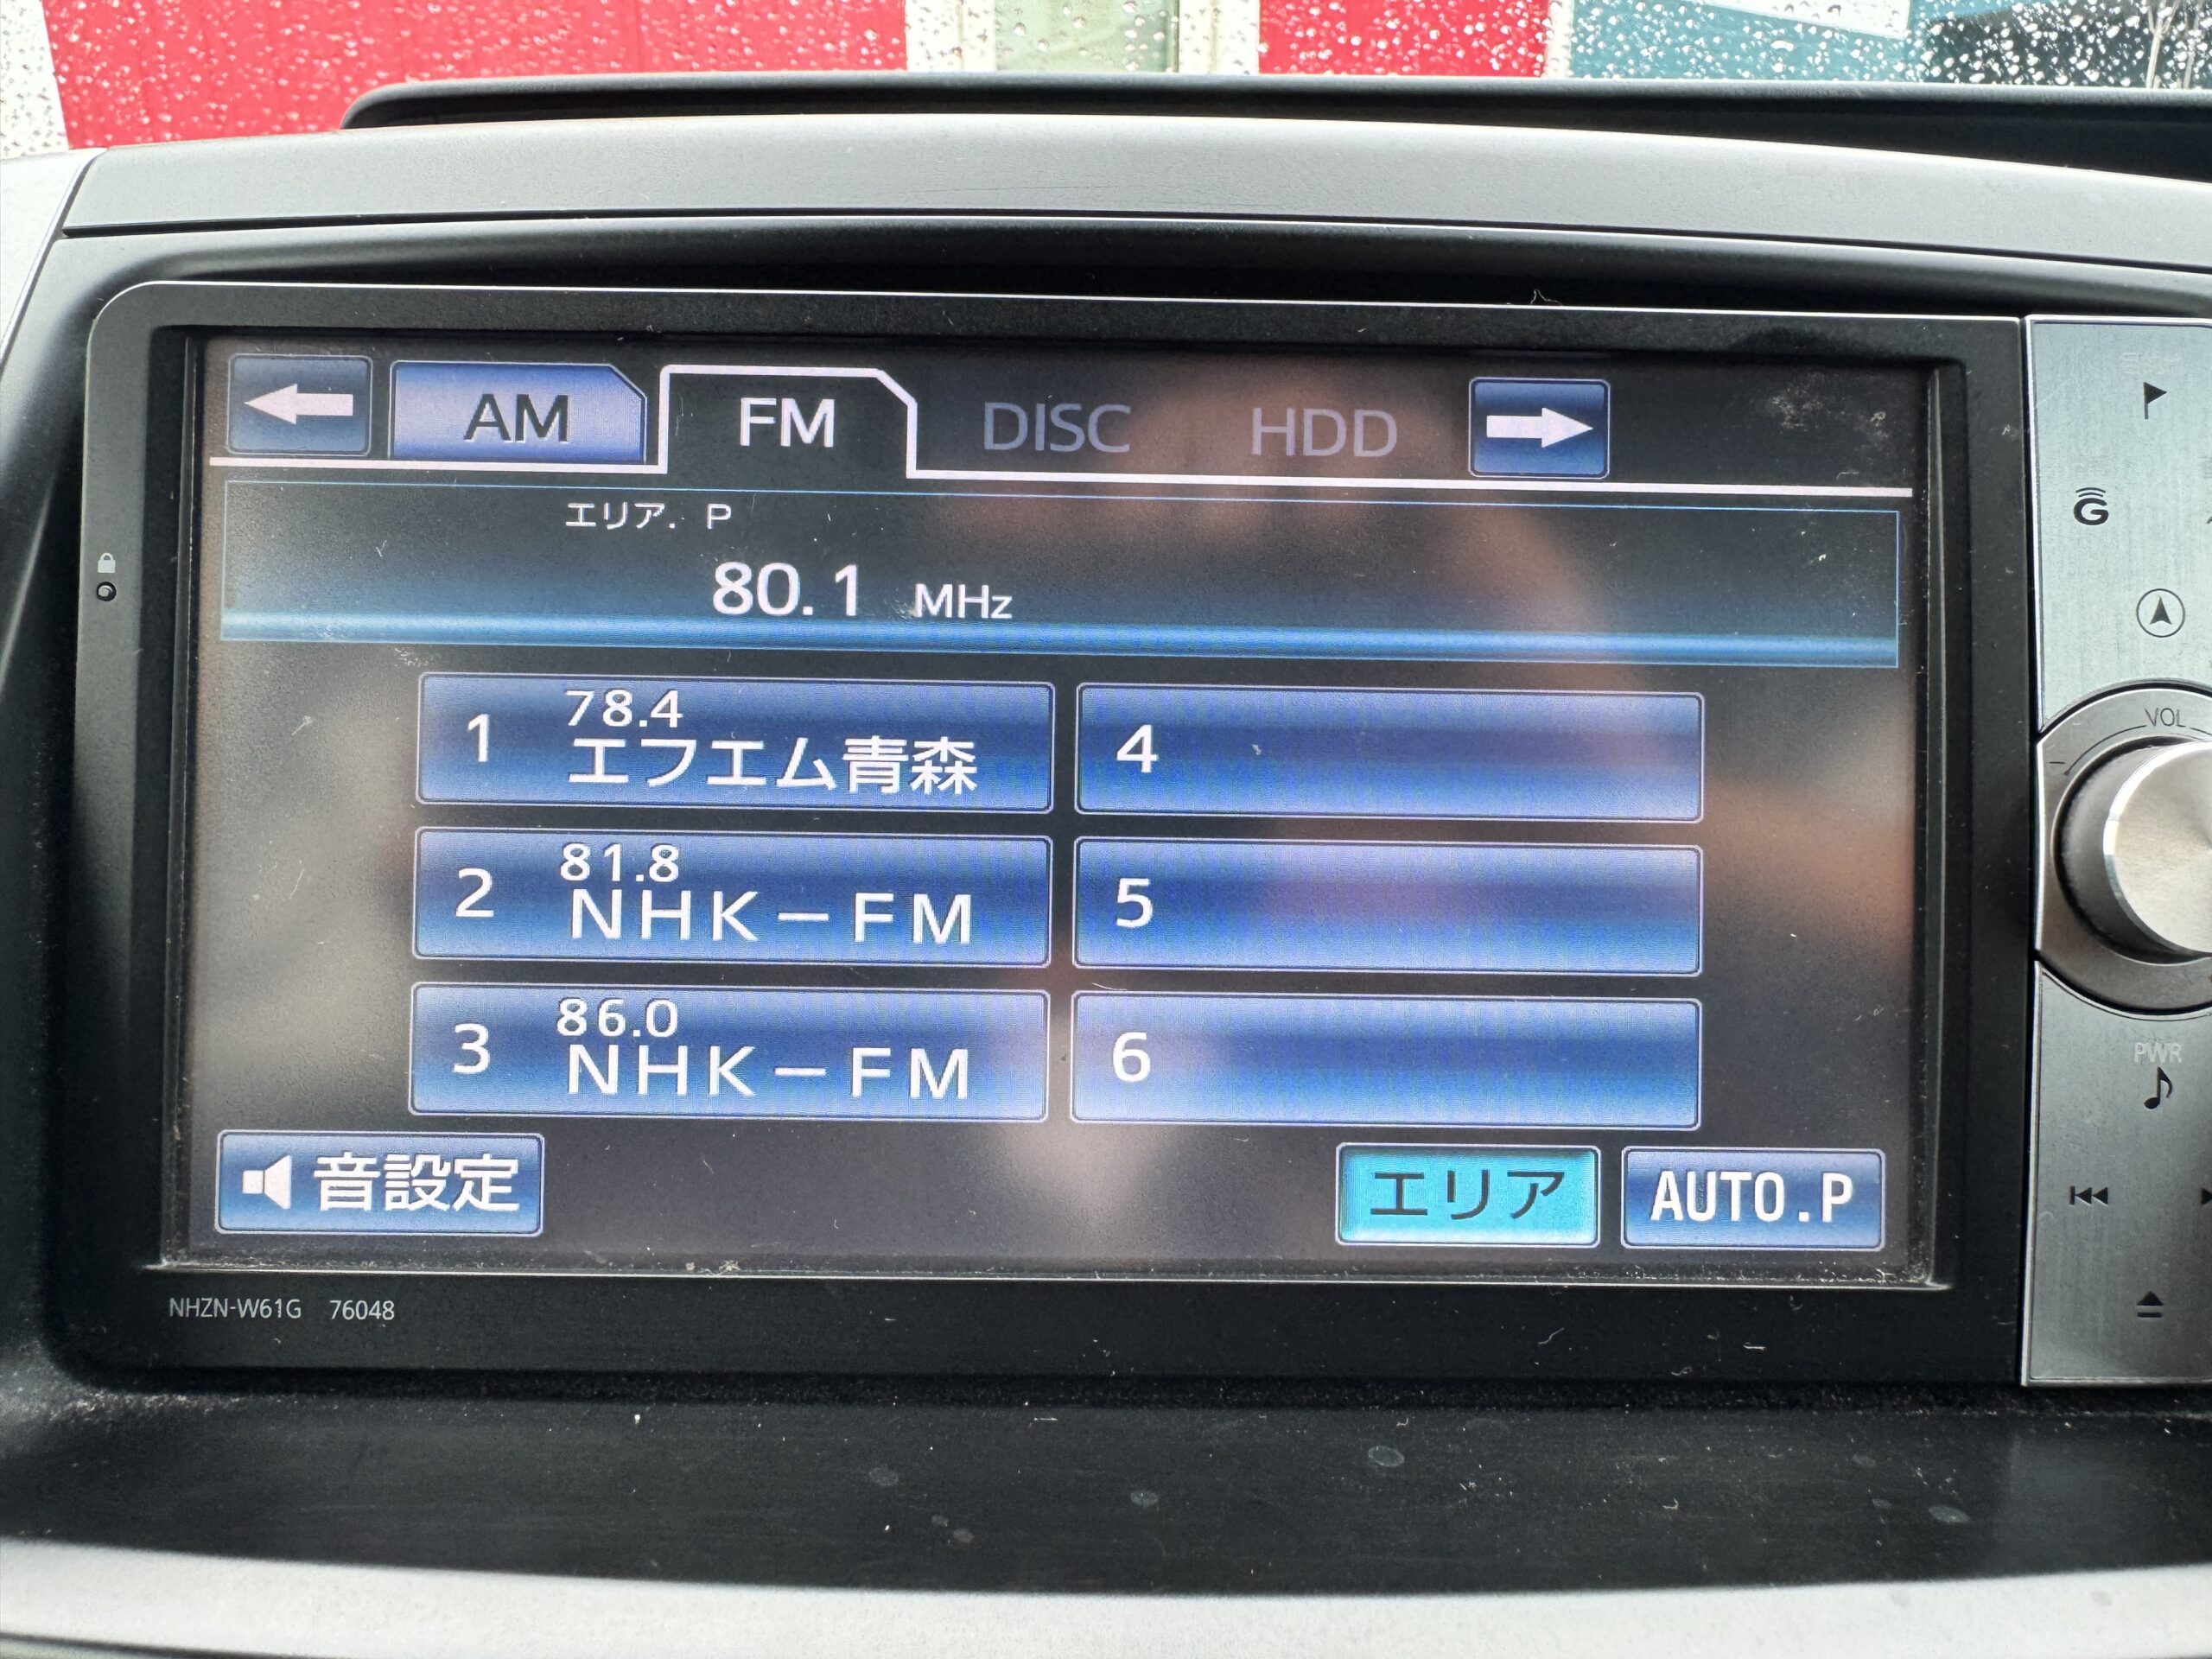 AM FM DISC HDD
エリア. P
80.1 MHz
1 78.4
エフエム青森
2 81.8
NHK－FM
3 86.0
NHK－FM
4
5
6
音設定
エリア AUTO.P
NHZN-W61G 76048
G
VOL
PWR